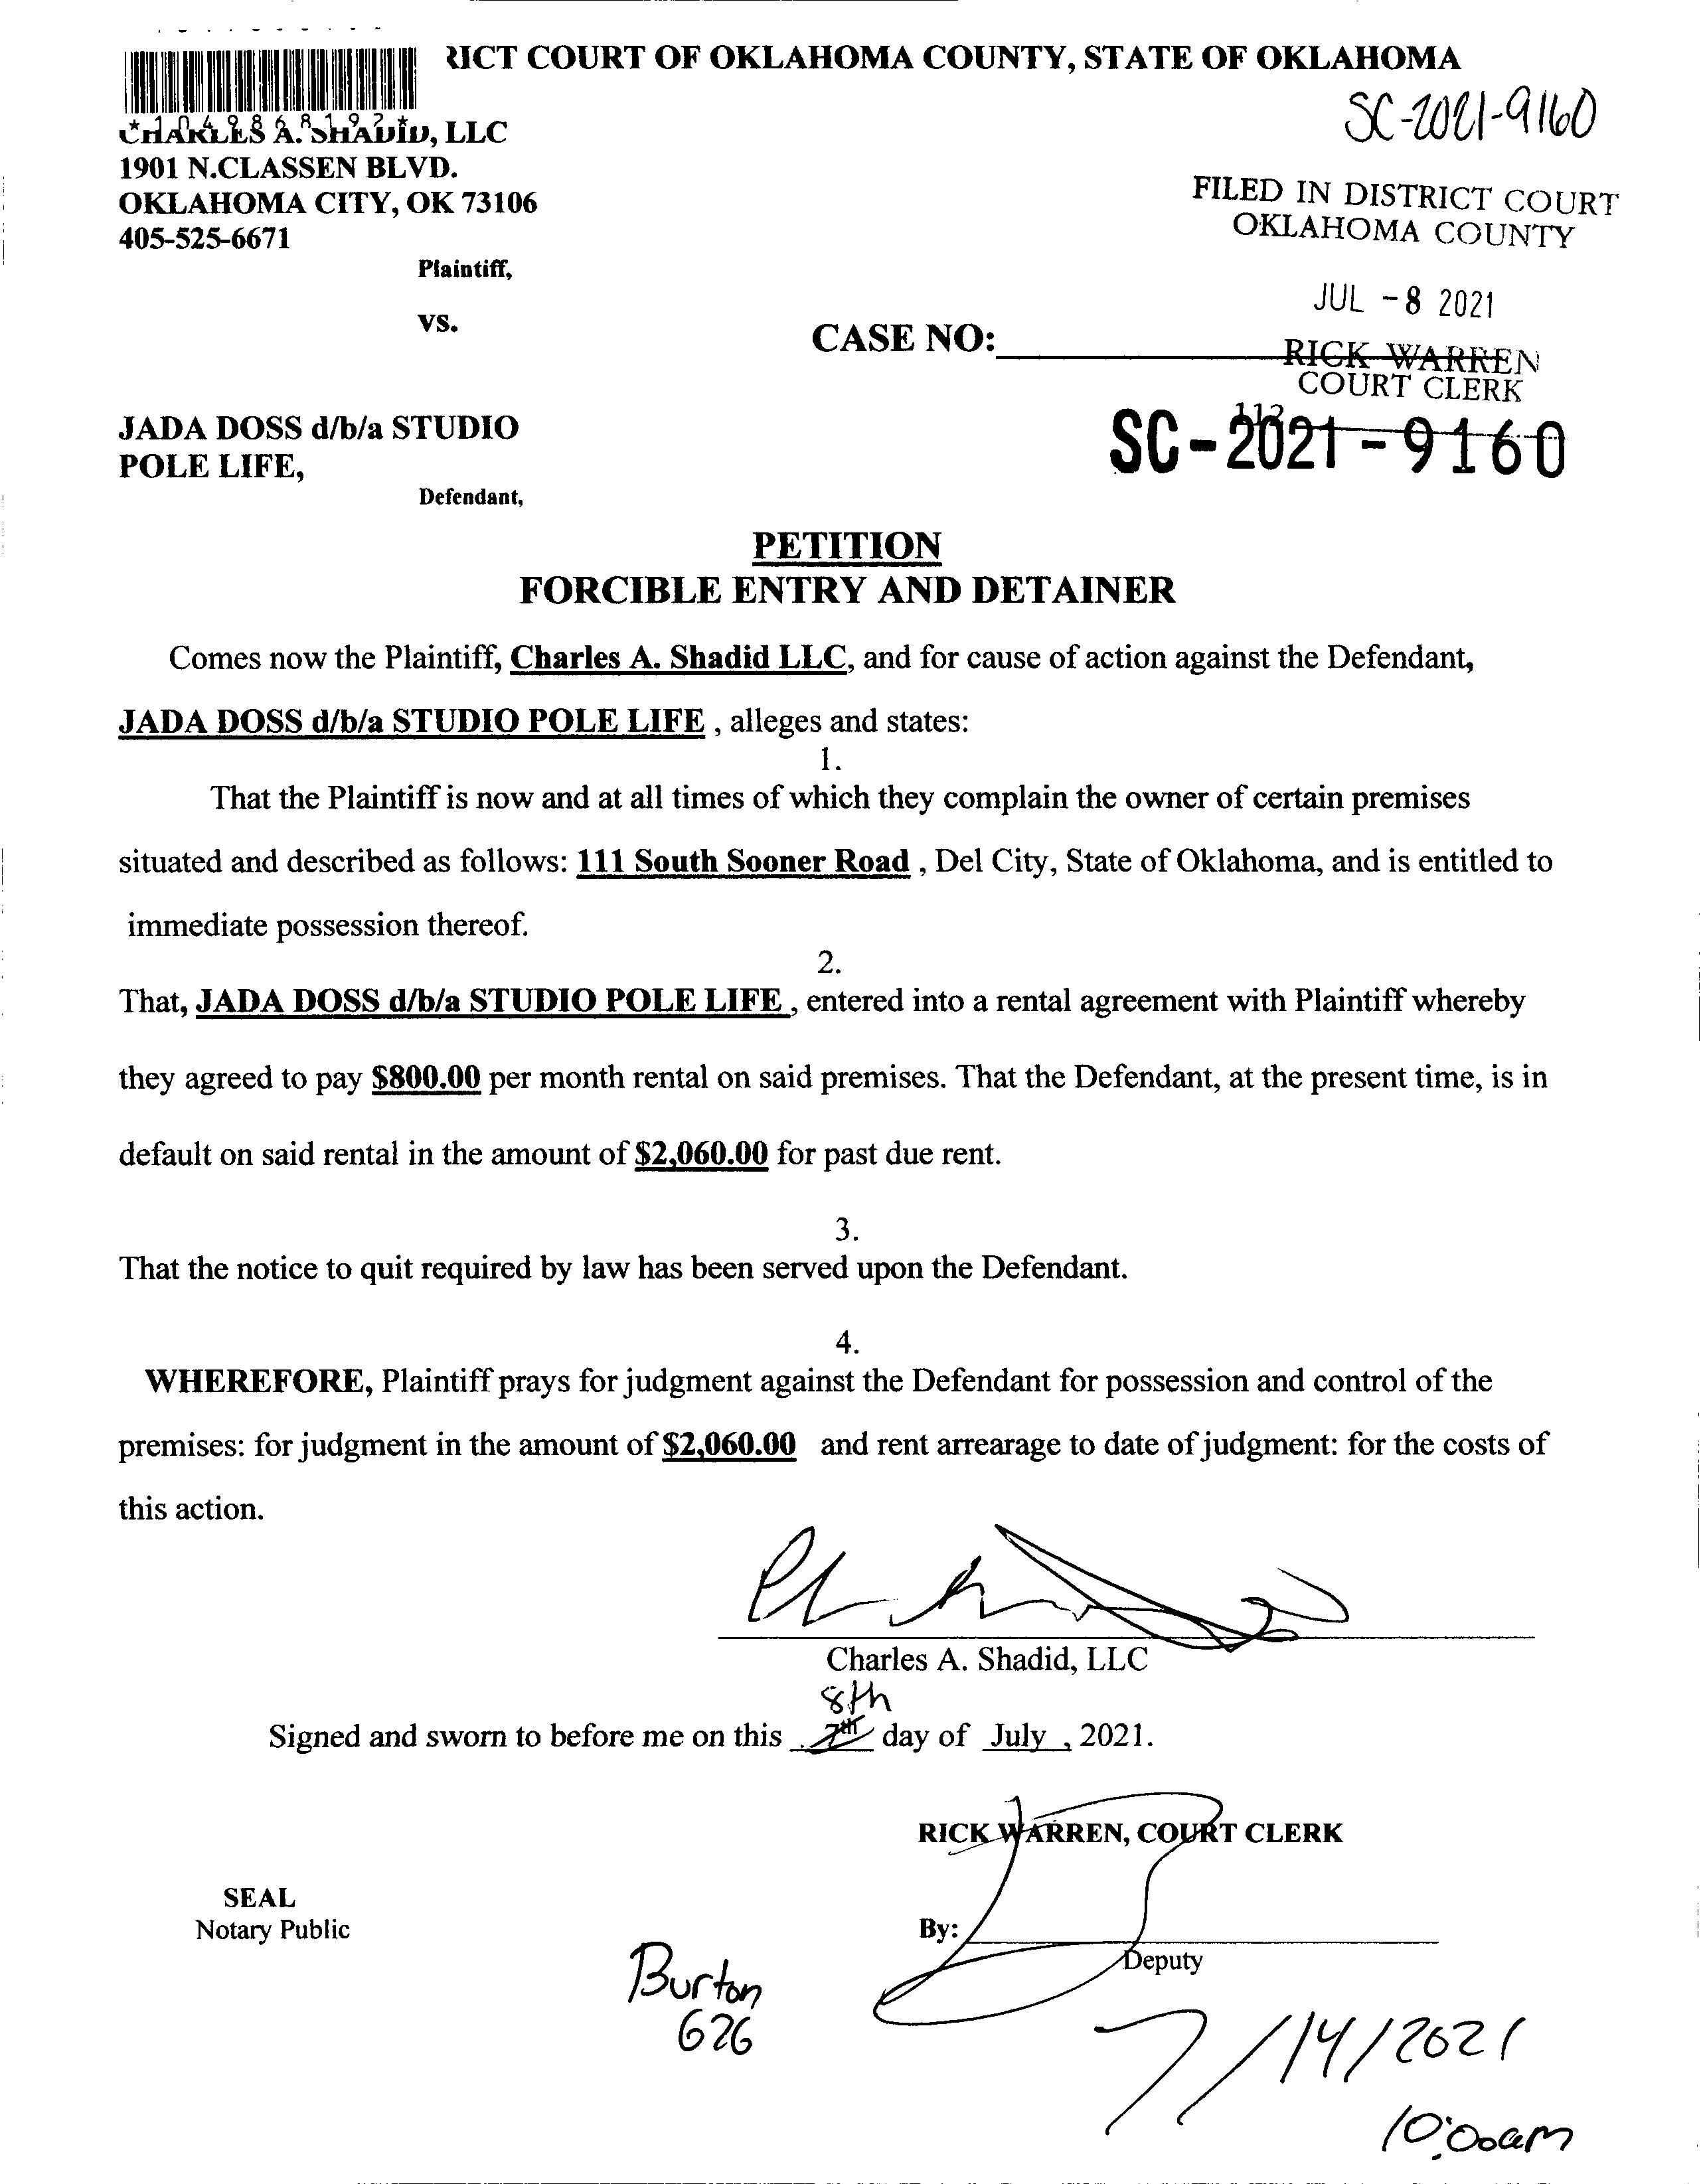 RICT COURT OF OKLAHOMA COUNTY, STATE OF OKLAHOMA
SC-2021-9160
*1049868192*
CHARLES A. SHADID, LLC
1901 N.CLASSEN BLVD.
OKLAHOMA CITY, OK 73106
405-525-6671
Plaintiff,
FILED IN DISTRICT COURT
OKLAHOMA COUNTY
JUL -8 2021
vs.
CASE NO:
RICK WARREN
COURT CLERK
JADA DOSS d/b/a STUDIO
POLE LIFE,
Defendant,
SC-2021-9160
PETITION
FORCIBLE ENTRY AND DETAINER
Comes now the Plaintiff, Charles A. Shadid LLC, and for cause of action against the Defendant,
JADA DOSS d/b/a STUDIO POLE LIFE , alleges and states:
1.
That the Plaintiff is now and at all times of which they complain the owner of certain premises
situated and described as follows: 111 South Sooner Road , Del City, State of Oklahoma, and is entitled to
immediate possession thereof.
2.
That, JADA DOSS d/b/a STUDIO POLE LIFE , entered into a rental agreement with Plaintiff whereby
they agreed to pay $800.00 per month rental on said premises. That the Defendant, at the present time, is in
default on said rental in the amount of $2,060.00 for past due rent.
3.
That the notice to quit required by law has been served upon the Defendant.
4.
WHEREFORE, Plaintiff prays for judgment against the Defendant for possession and control of the
premises: for judgment in the amount of $2,060.00 and rent arrearage to date of judgment: for the costs of
this action.
Charles A. Shadid, LLC
8th
Signed and sworn to before me on this 7th day of July , 2021.
RICK WARREN, COURT CLERK
SEAL
Notary Public
By:
Deputy
Burton
626
7/14/2021
10:00am